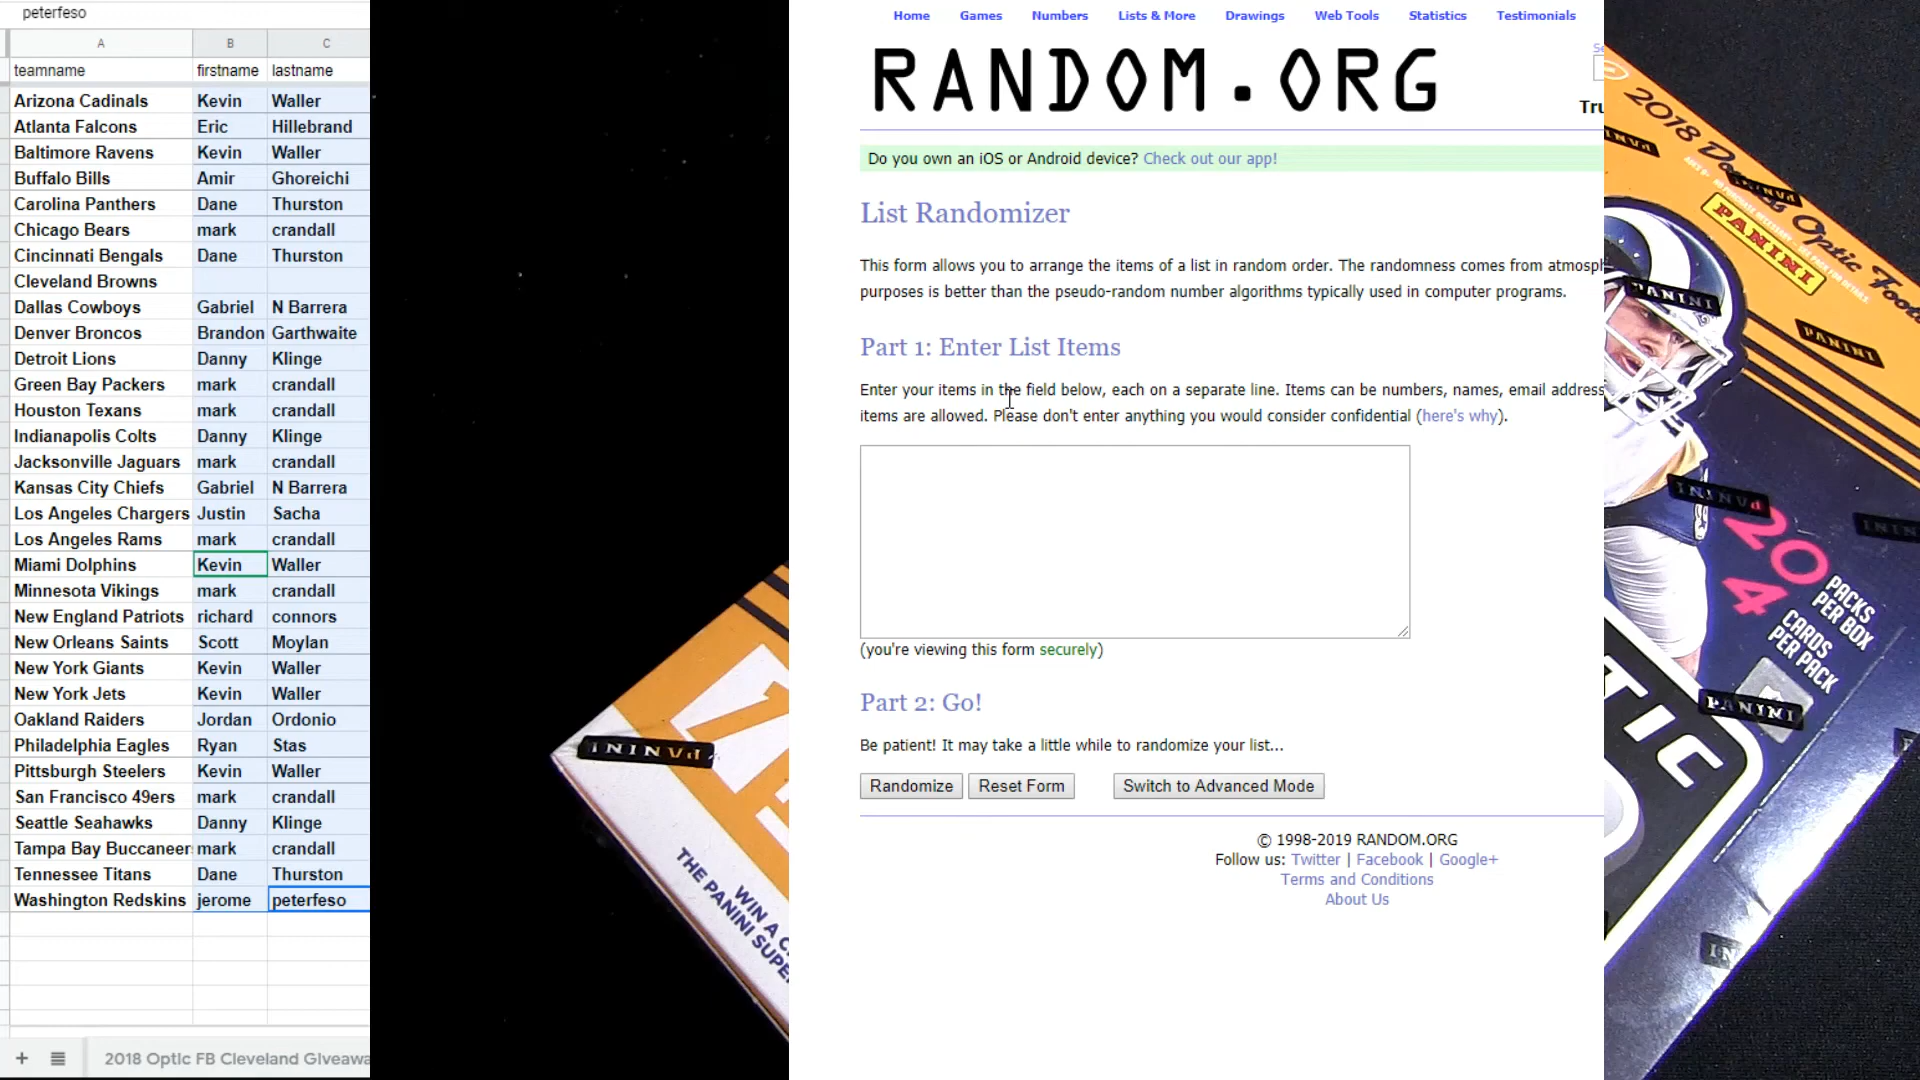 peterfeso
A B C
teamname firstname lastname
Arizona Cadinals Kevin Waller
Atlanta Falcons Eric Hillebrand
Baltimore Ravens Kevin Waller
Buffalo Bills Amir Ghoreichi
Carolina Panthers Dane Thurston
Chicago Bears mark crandall
Cincinnati Bengals Dane Thurston
Cleveland Browns
Dallas Cowboys Gabriel N Barrera
Denver Broncos Brandon Garthwaite
Detroit Lions Danny Klinge
Green Bay Packers mark crandall
Houston Texans mark crandall
Indianapolis Colts Danny Klinge
Jacksonville Jaguars mark crandall
Kansas City Chiefs Gabriel N Barrera
Los Angeles Chargers Justin Sacha
Los Angeles Rams mark crandall
Miami Dolphins Kevin Waller
Minnesota Vikings mark crandall
New England Patriots richard connors
New Orleans Saints Scott Moylan
New York Giants Kevin Waller
New York Jets Kevin Waller
Oakland Raiders Jordan Ordonio
Philadelphia Eagles Ryan Stas
Pittsburgh Steelers Kevin Waller
San Francisco 49ers mark crandall
Seattle Seahawks Danny Klinge
Tampa Bay Buccaneer mark crandall
Tennessee Titans Dane Thurston
Washington Redskins jerome peterfeso
2018 Optic FB Cleveland GIveawa
PANINI
WIN A
THE PANINI SUPE
Home Games Numbers Lists & More Drawings Web Tools Statistics Testimonials
RANDOM.ORG
Se
Tru
Do you own an iOS or Android device? Check out our app!
List Randomizer
This form allows you to arrange the items of a list in random order. The randomness comes from atmosph
purposes is better than the pseudo-random number algorithms typically used in computer programs.
Part 1: Enter List Items
Enter your items in the field below, each on a separate line. Items can be numbers, names, email address
items are allowed. Please don't enter anything you would consider confidential (here's why).
(you're viewing this form securely)
Part 2: Go!
Be patient! It may take a little while to randomize your list...
Randomize Reset Form Switch to Advanced Mode
© 1998-2019 RANDOM.ORG
Follow us: Twitter | Facebook | Google+
Terms and Conditions
About Us
2018 Do
Optic Foot
PANINI
PANINI
PANINI
PANINI
PANINI
20
PACKS
PER BOX
4
CARDS
PER PACK
PANINI
TIC